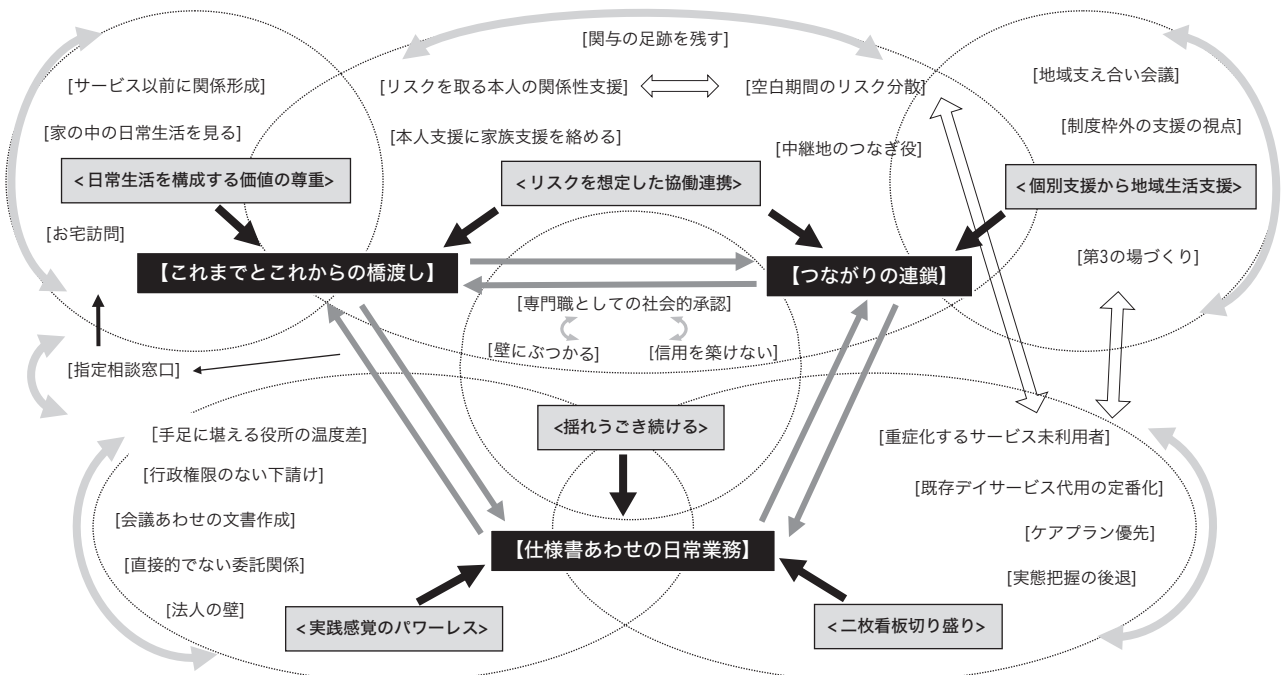 [関与の足跡を残す]
[サービス以前に関係形成]
[リスクを取る本人の関係性支援]
[空白期間のリスク分散]
[地域支え合い会議]
[家の中の日常生活を見る]
[本人支援に家族支援を絡める]
[中継地のつなぎ役]
[制度枠外の支援の視点]
<日常生活を構成する価値の尊重>
<リスクを想定した協働連携>
<個別支援から地域生活支援>
[お宅訪問]
【これまでとこれからの橋渡し】
【つながりの連鎖】
[第3の場づくり]
[専門職としての社会的承認]
[壁にぶつかる]
[信用を築けない]
[指定相談窓口]
<揺れうごき続ける>
[手足に堪える役所の温度差]
[重症化するサービス未利用者]
[行政権限のない下請け]
[既存デイサービス代用の定番化]
[会議あわせの文書作成]
[ケアプラン優先]
【仕様書あわせの日常業務】
[直接的でない委託関係]
[実態把握の後退]
[法人の壁]
<実践感覚のパワーレス>
<二枚看板切り盛り>